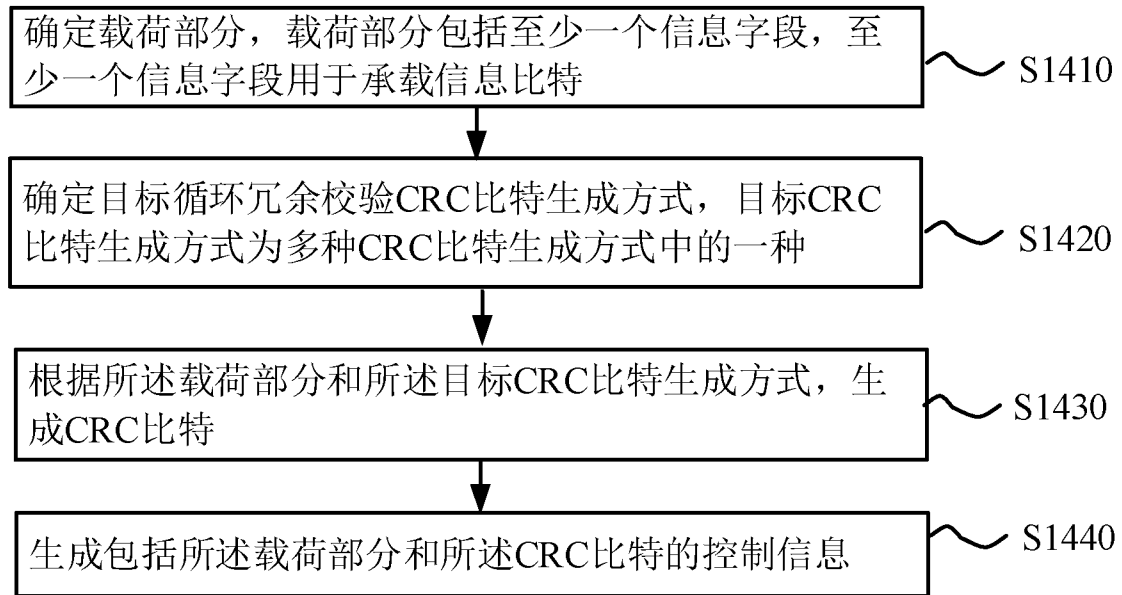 确定载荷部分，载荷部分包括至少一个信息字段，至
少一个信息字段用于承载信息比特
S1410
确定目标循环冗余校验CRC比特生成方式，目标CRC
比特生成方式为多种CRC比特生成方式中的一种
S1420
根据所述载荷部分和所述目标CRC比特生成方式，生
成CRC比特
S1430
生成包括所述载荷部分和所述CRC比特的控制信息
S1440